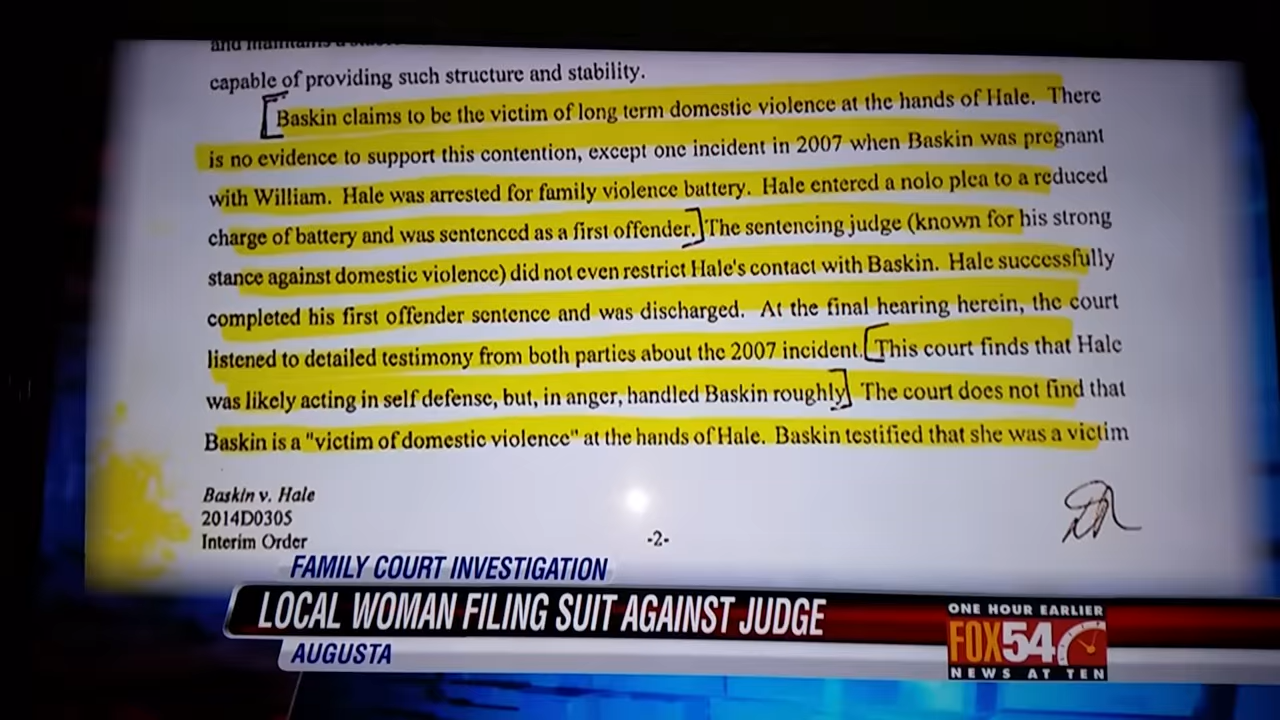 capable of providing such structure and stability.
Baskin claims to be the victim of long term domestic violence at the hands of Hale. There
is no evidence to support this contention, except one incident in 2007 when Baskin was pregnant
with William. Hale was arrested for family violence battery. Hale entered a nolo plea to a reduced
charge of battery and was sentenced as a first offender. The sentencing judge (known for his strong
stance against domestic violence) did not even restrict Hale's contact with Baskin. Hale successfully
completed his first offender sentence and was discharged. At the final hearing herein, the court
listened to detailed testimony from both parties about the 2007 incident. This court finds that Hale
was likely acting in self defense, but, in anger, handled Baskin roughly. The court does not find that
Baskin is a "victim of domestic violence" at the hands of Hale. Baskin testified that she was a victim
Baskin v. Hale
2014D0305
Interim Order
-2-
FAMILY COURT INVESTIGATION
LOCAL WOMAN FILING SUIT AGAINST JUDGE
AUGUSTA
ONE HOUR EARLIER
FOX54
NEWS AT TEN